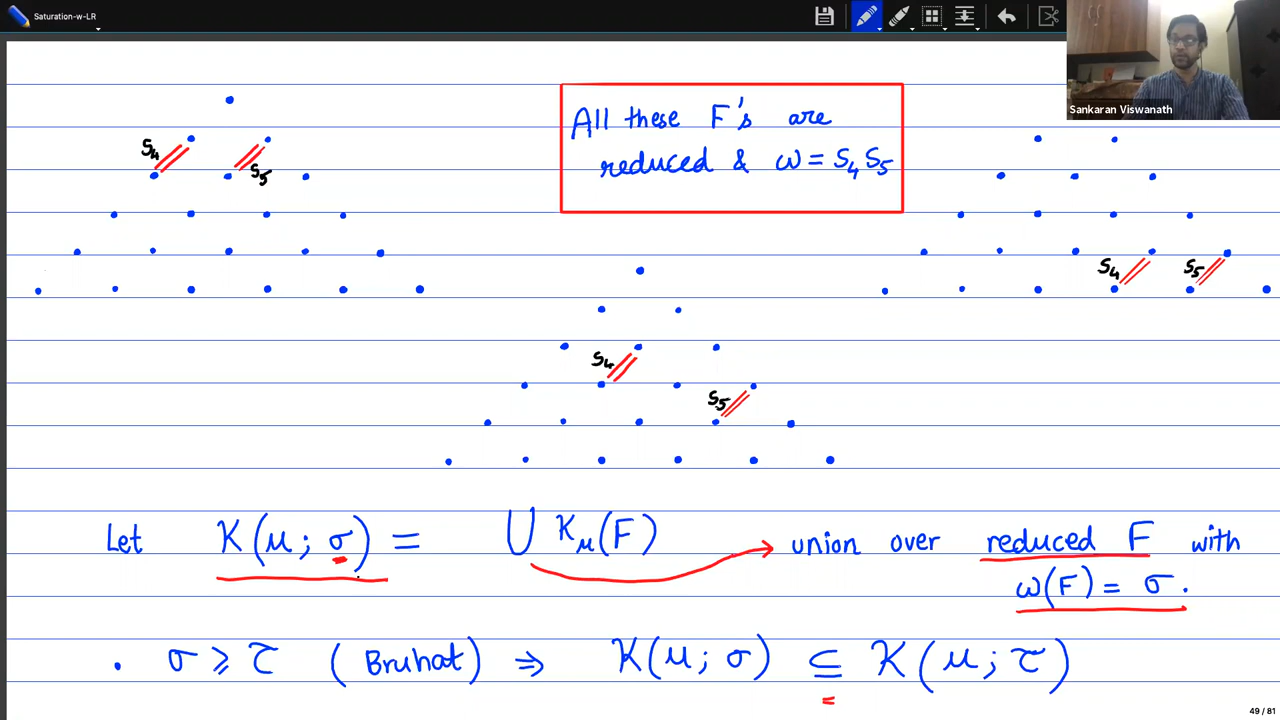 Saturation-w-LR
Sankaran Viswanath
S₄ S₅
All these F's are
reduced & ω = S₄ S₅
S₄ S₅
S₄
S₅
Let K(μ; σ) = ⋃ K_μ(F) → union over reduced F with
ω(F) = σ.
• σ ⩾ τ (Bruhat) ⇒ K(μ; σ) ⊆ K(μ; τ)
49 / 81